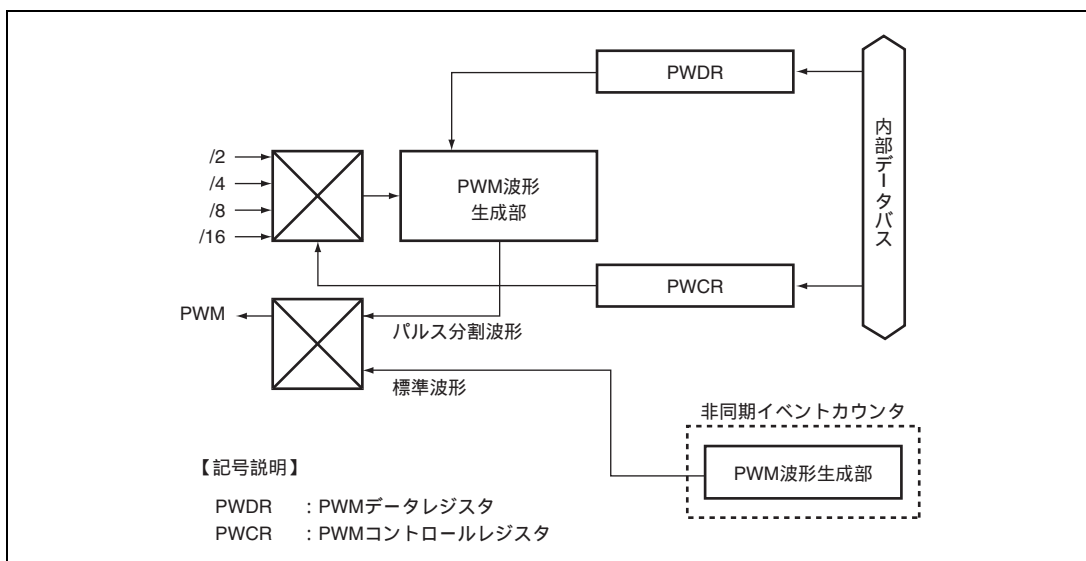 PWDR
内部データバス
/2
/4
/8
/16
PWM波形
生成部
PWCR
PWM
パルス分割波形
標準波形
非同期イベントカウンタ
PWM波形生成部
【記号説明】
PWDR : PWMデータレジスタ
PWCR : PWMコントロールレジスタ